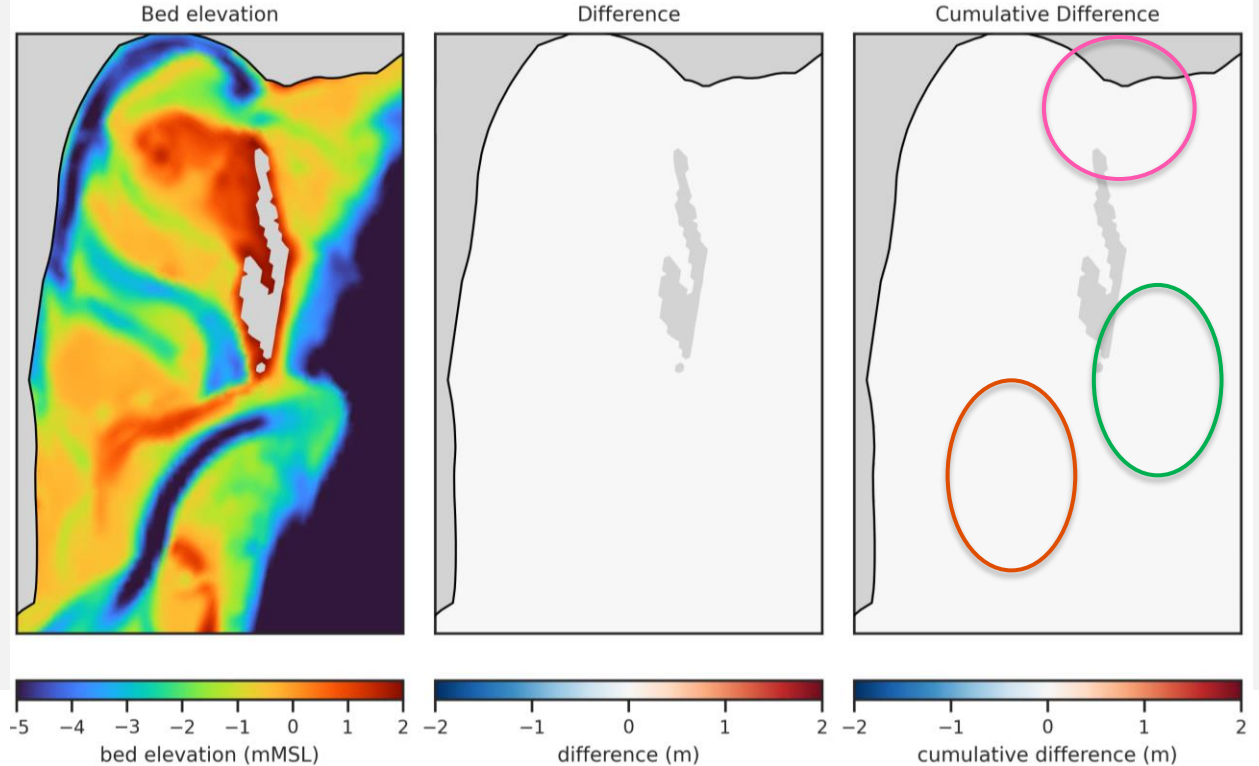 Bed elevation
Difference
Cumulative Difference
−5 −4 −3 −2 −1 0 1 2
bed elevation (mMSL)
−2 −1 0 1 2
difference (m)
−2 −1 0 1 2
cumulative difference (m)